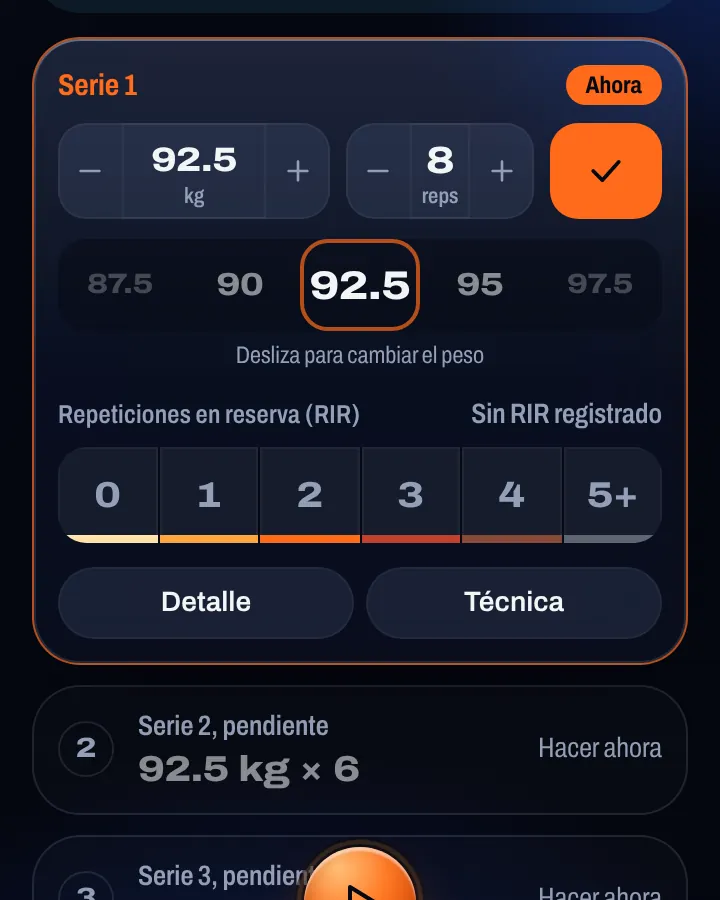 Serie 1
Ahora
− 92.5 +
kg
− 8 +
reps
87.5 90 92.5 95 97.5
Desliza para cambiar el peso
Repeticiones en reserva (RIR)
Sin RIR registrado
0 1 2 3 4 5+
Detalle
Técnica
2
Serie 2, pendiente
92.5 kg × 6
Hacer ahora
3
Serie 3,
Hacer ahora